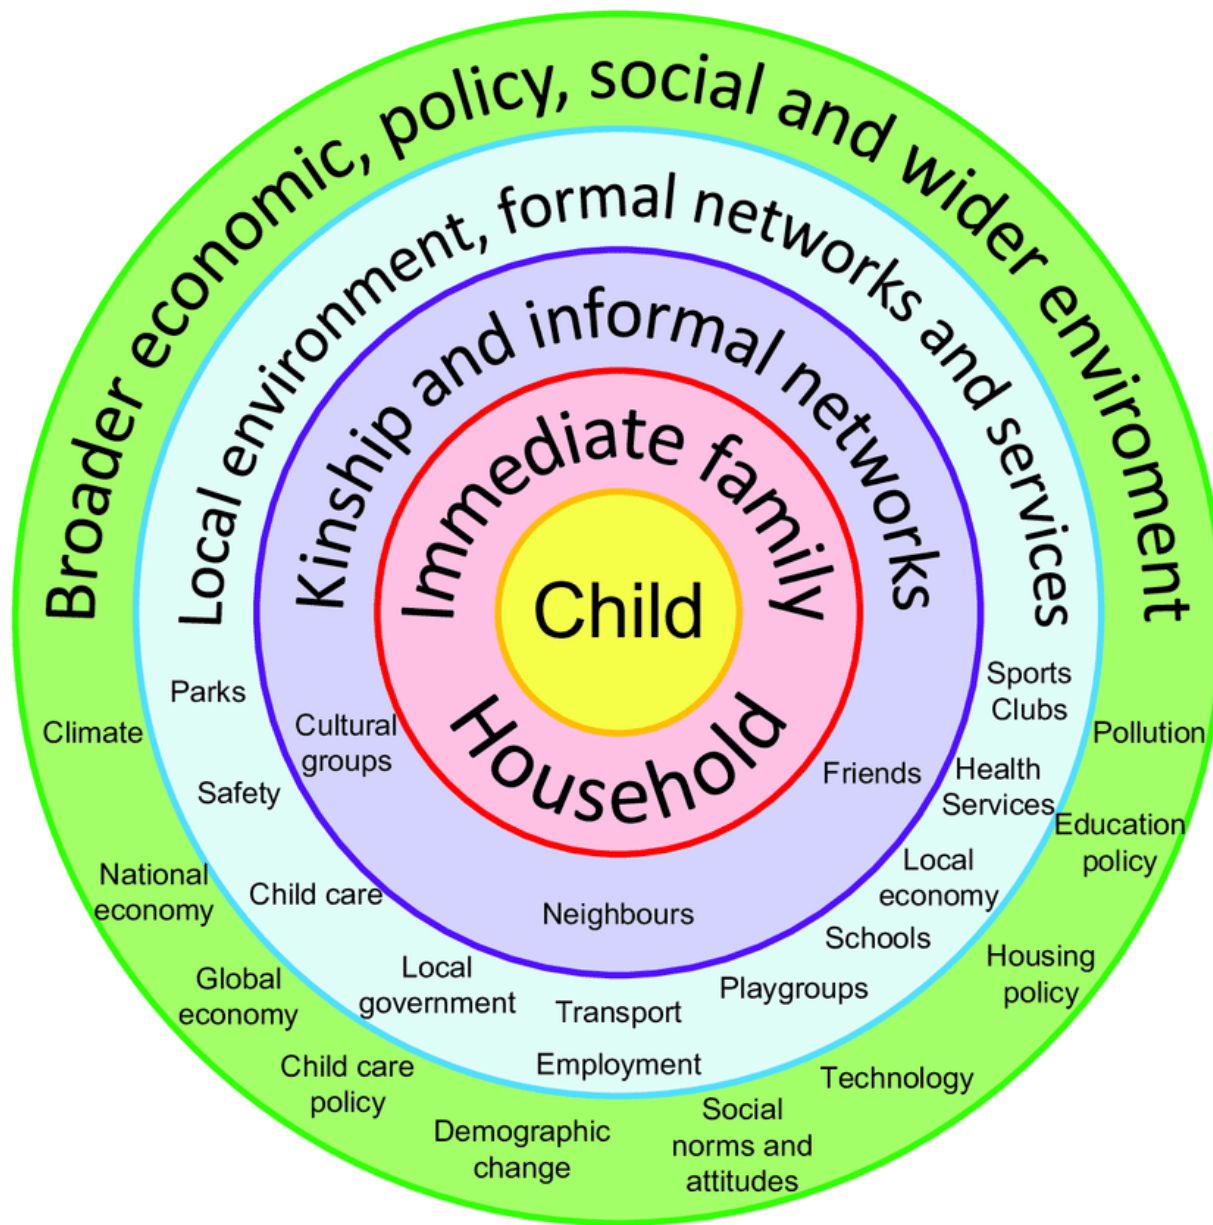 Broader economic, policy, social and wider enviroment
Local environment, formal networks and services
Kinship and informal networks
Immediate family
Child
Household
Sports
Clubs
Parks
Climate
Cultural
groups
Pollution
Friends
Health
Services
Safety
Education
policy
National
economy
Child care
Local
economy
Neighbours
Schools
Local
government
Housing
policy
Global
economy
Playgroups
Transport
Employment
Child care
policy
Technology
Social
norms and
attitudes
Demographic
change